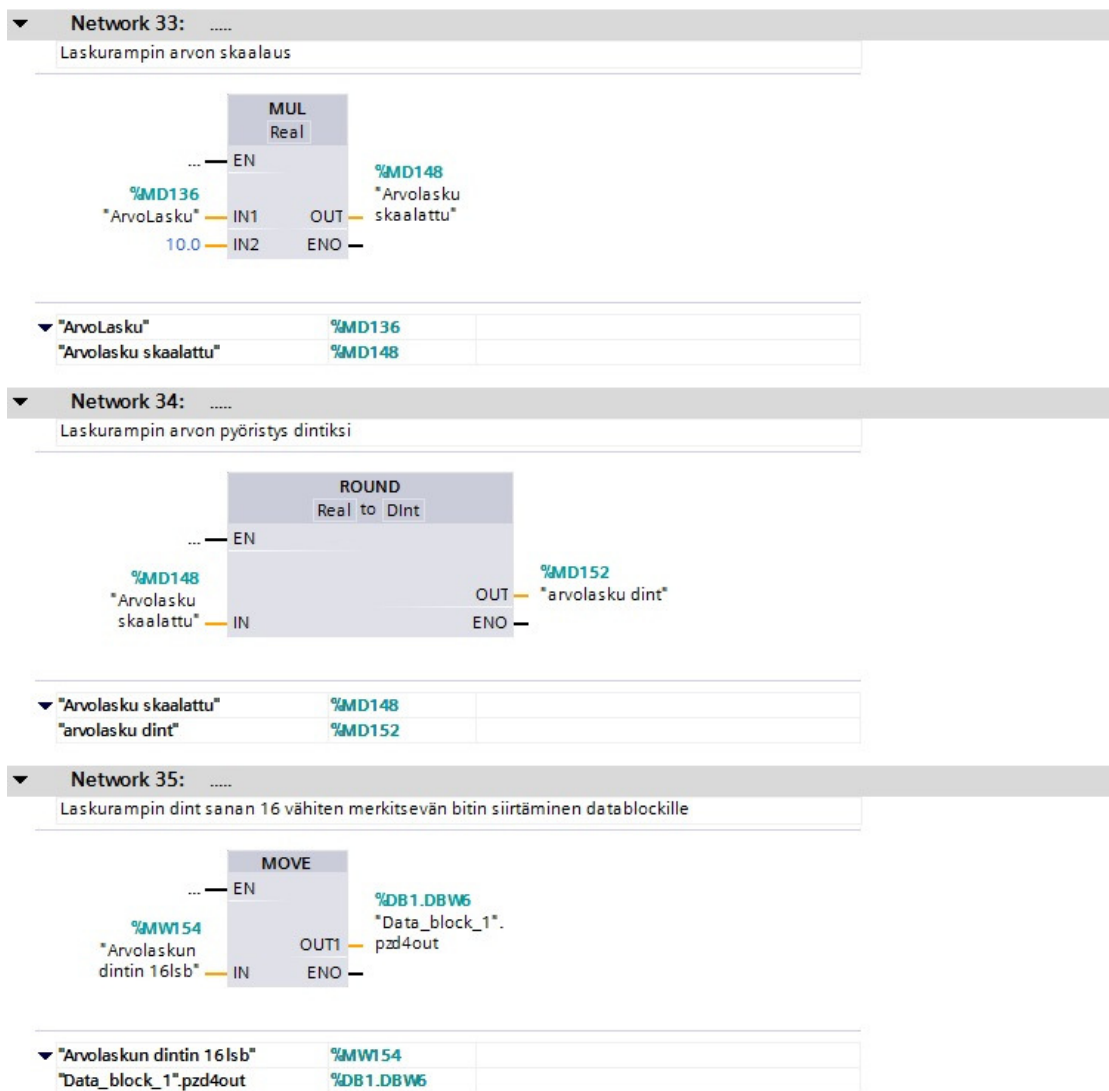 Network 33: .....
Laskurampin arvon skaalaus
MUL
Real
... EN
%MD148
%MD136
"Arvolasku
"ArvoLasku" IN1 OUT skaalattu"
10.0 IN2 ENO
"ArvoLasku" %MD136
"Arvolasku skaalattu" %MD148
Network 34: .....
Laskurampin arvon pyöristys dintiksi
ROUND
Real to DInt
... EN
%MD148
%MD152
"Arvolasku
OUT "arvolasku dint"
skaalattu" IN ENO
"Arvolasku skaalattu" %MD148
"arvolasku dint" %MD152
Network 35: .....
Laskurampin dint sanan 16 vähiten merkitsevän bitin siirtäminen datablockille
MOVE
... EN
%DB1.DBW6
%MW154
"Data_block_1".
"Arvolaskun OUT1 pzd4out
dintin 16lsb" IN ENO
"Arvolaskun dintin 16lsb" %MW154
"Data_block_1".pzd4out %DB1.DBW6